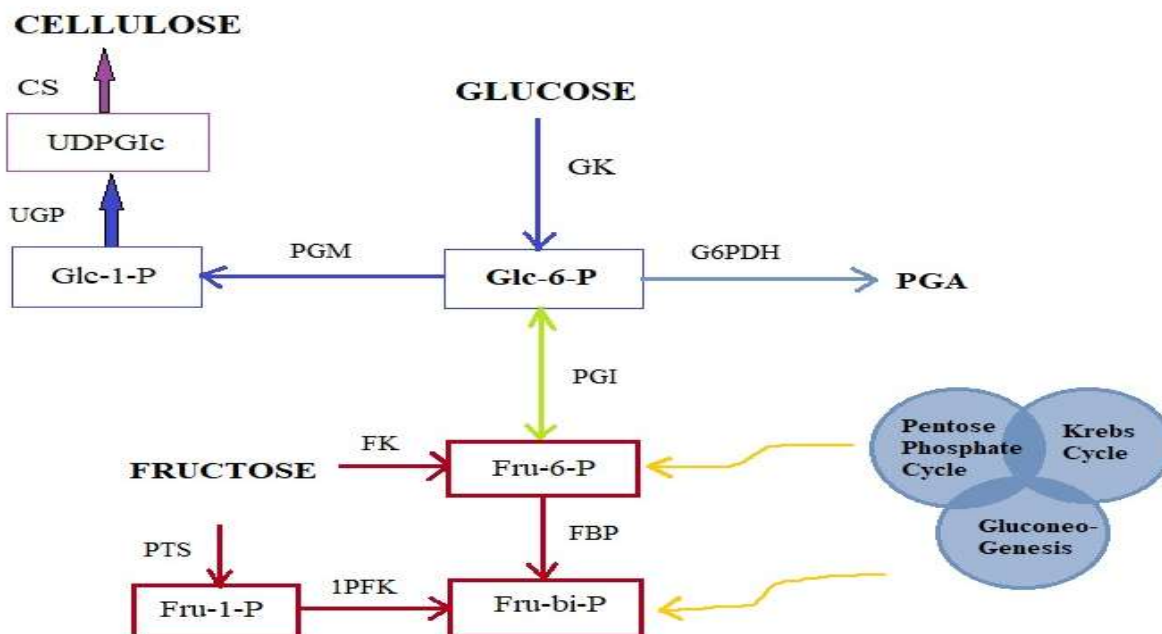 CELLULOSE
CS
GLUCOSE
UDPGIc
GK
UGP
PGM
G6PDH
Glc-1-P
Glc-6-P
PGA
PGI
Pentose
Phosphate
Cycle
Krebs
Cycle
FK
FRUCTOSE
Fru-6-P
Gluconeo-
Genesis
PTS
FBP
1PFK
Fru-1-P
Fru-bi-P